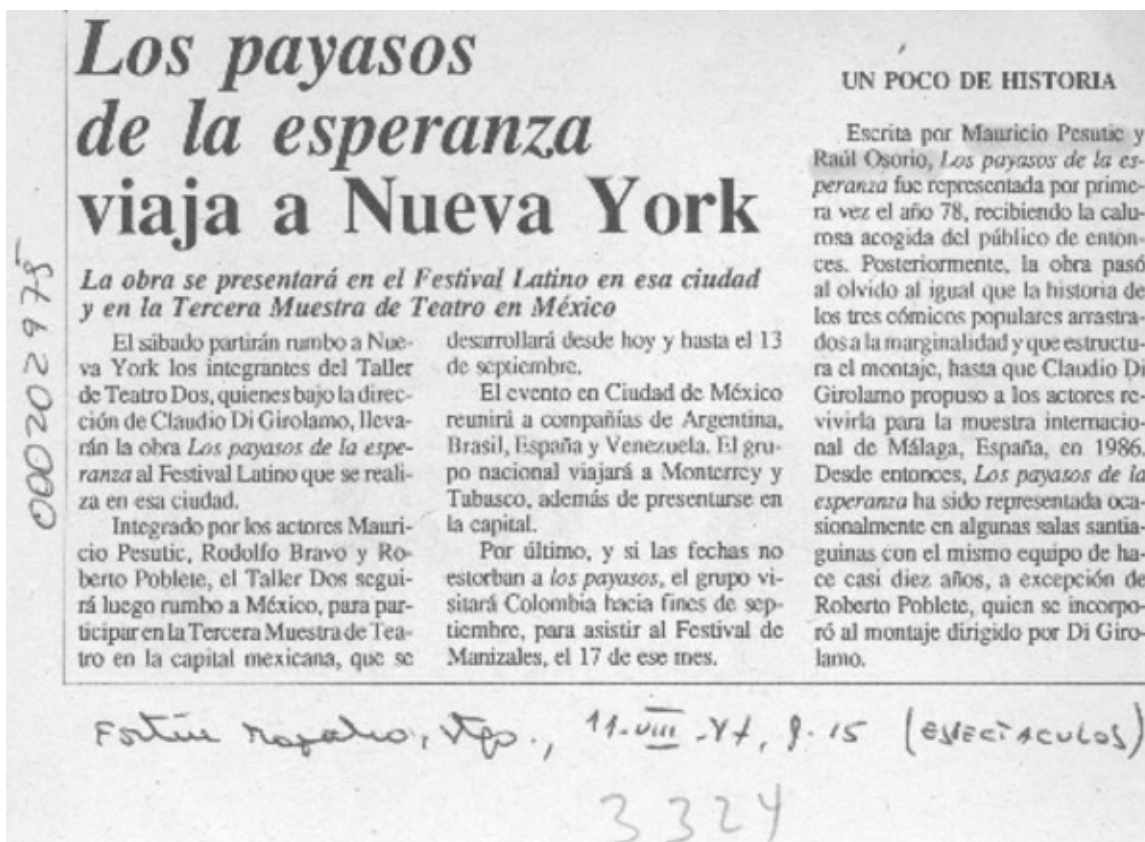 Los payasos
de la esperanza
viaja a Nueva York
La obra se presentará en el Festival Latino en esa ciudad
y en la Tercera Muestra de Teatro en México
El sábado partirán rumbo a Nue-
va York los integrantes del Taller
de Teatro Dos, quienes bajo la direc-
ción de Claudio Di Girolamo, lleva-
rán la obra Los payasos de la espe-
ranza al Festival Latino que se reali-
za en esa ciudad.
Integrado por los actores Mauri-
cio Pesutic, Rodolfo Bravo y Ro-
berto Poblete, el Taller Dos segui-
rá luego rumbo a México, para par-
ticipar en la Tercera Muestra de Tea-
tro en la capital mexicana, que se
desarrollará desde hoy y hasta el 13
de septiembre.
El evento en Ciudad de México
reunirá a compañías de Argentina,
Brasil, España y Venezuela. El gru-
po nacional viajará a Monterrey y
Tabasco, además de presentarse en
la capital.
Por último, y si las fechas no
estorban a los payasos, el grupo vi-
sitará Colombia hacia fines de sep-
tiembre, para asistir al Festival de
Manizales, el 17 de ese mes.
UN POCO DE HISTORIA
Escrita por Mauricio Pesutic y
Raúl Osorio, Los payasos de la es-
peranza fue representada por prime-
ra vez el año 78, recibiendo la calu-
rosa acogida del público de enton-
ces. Posteriormente, la obra pasó
al olvido al igual que la historia de
los tres cómicos populares arrastra-
dos a la marginalidad y que estructu-
ra el montaje, hasta que Claudio Di
Girolamo propuso a los actores re-
vivirla para la muestra internacio-
nal de Málaga, España, en 1986.
Desde entonces, Los payasos de la
esperanza ha sido representada oca
sionalmente en algunas salas santia
guinas con el mismo equipo de ha-
ce casi diez años, a excepción de
Roberto Poblete, quien se incorpo
ró al montaje dirigido por Di Giro
lamo.
000202975
Stgo., 11-VIII-87, p. 15 (ESPECTACULOS)
3324